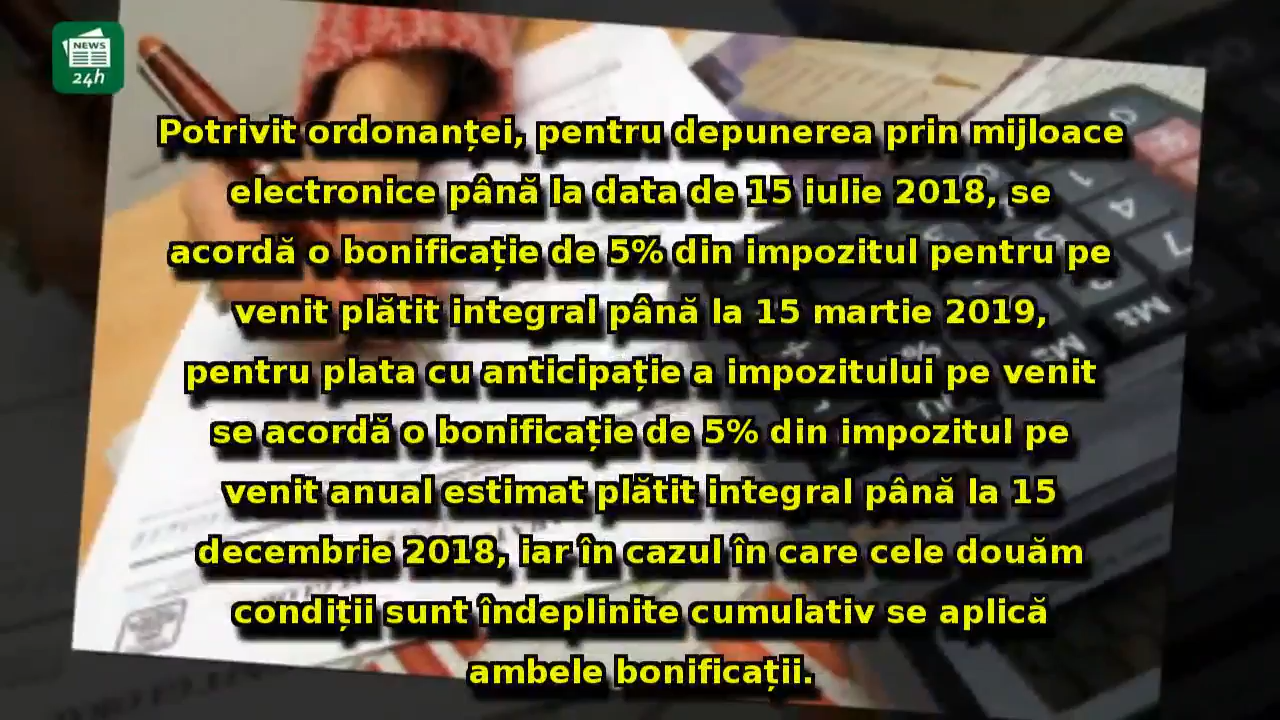 NEWS
24h
Potrivit ordonanței, pentru depunerea prin mijloace
electronice până la data de 15 iulie 2018, se
acordă o bonificație de 5% din impozitul pentru pe
venit plătit integral până la 15 martie 2019,
pentru plata cu anticipație a impozitului pe venit
se acordă o bonificație de 5% din impozitul pe
venit anual estimat plătit integral până la 15
decembrie 2018, iar în cazul în care cele douăm
condiții sunt îndeplinite cumulativ se aplică
ambele bonificații.